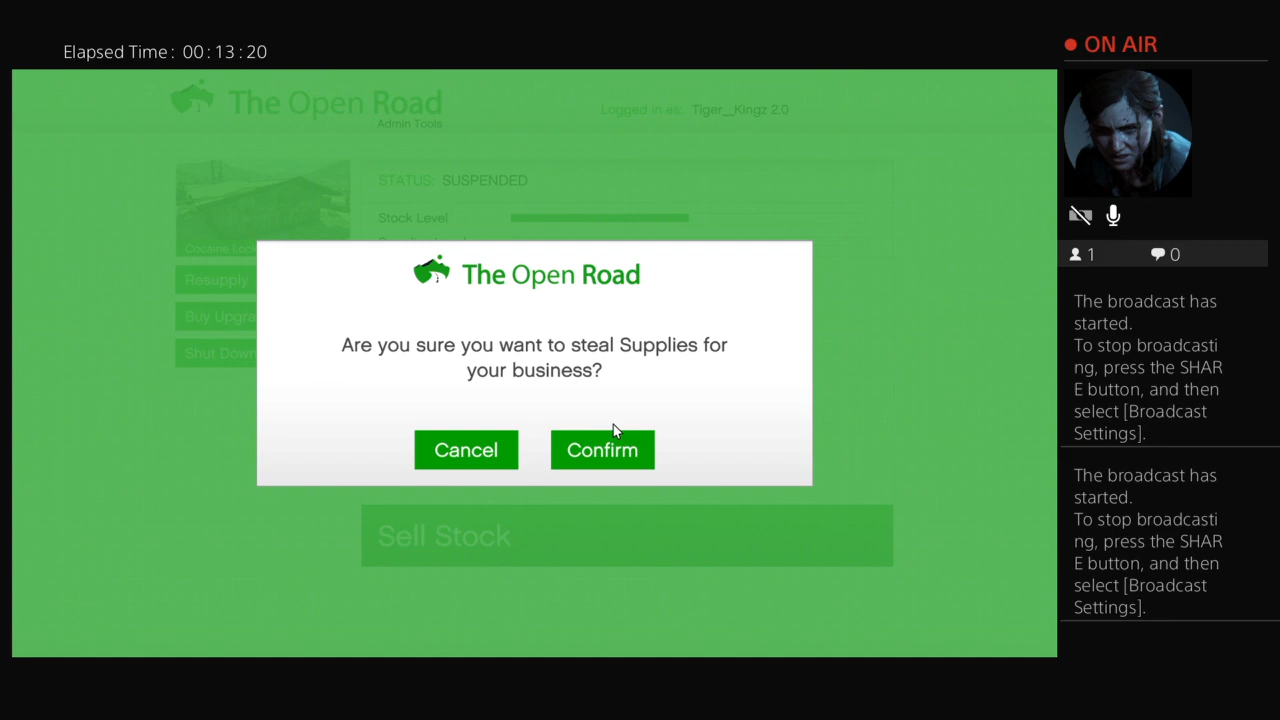 Elapsed Time: 00:13:20
ON AIR
The Open Road
Admin Tools
Logged in as: Tiger__Kingz 2.0
STATUS: SUSPENDED
Stock Level
Resupply
Shut Down
The Open Road
Are you sure you want to steal Supplies for
your business?
Cancel
Confirm
Sell Stock
1
0
The broadcast has
started.
To stop broadcasti
ng, press the SHAR
E button, and then
select [Broadcast
Settings].
The broadcast has
started.
To stop broadcasti
ng, press the SHAR
E button, and then
select [Broadcast
Settings].